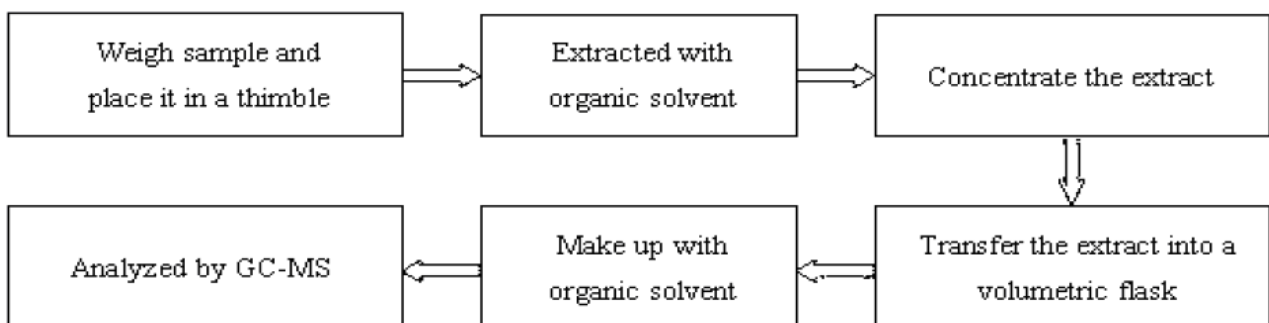 Weigh sample and
place it in a thimble
Extracted with
organic solvent
Concentrate the extract
Transfer the extract into a
volumetric flask
Make up with
organic solvent
Analyzed by GC-MS